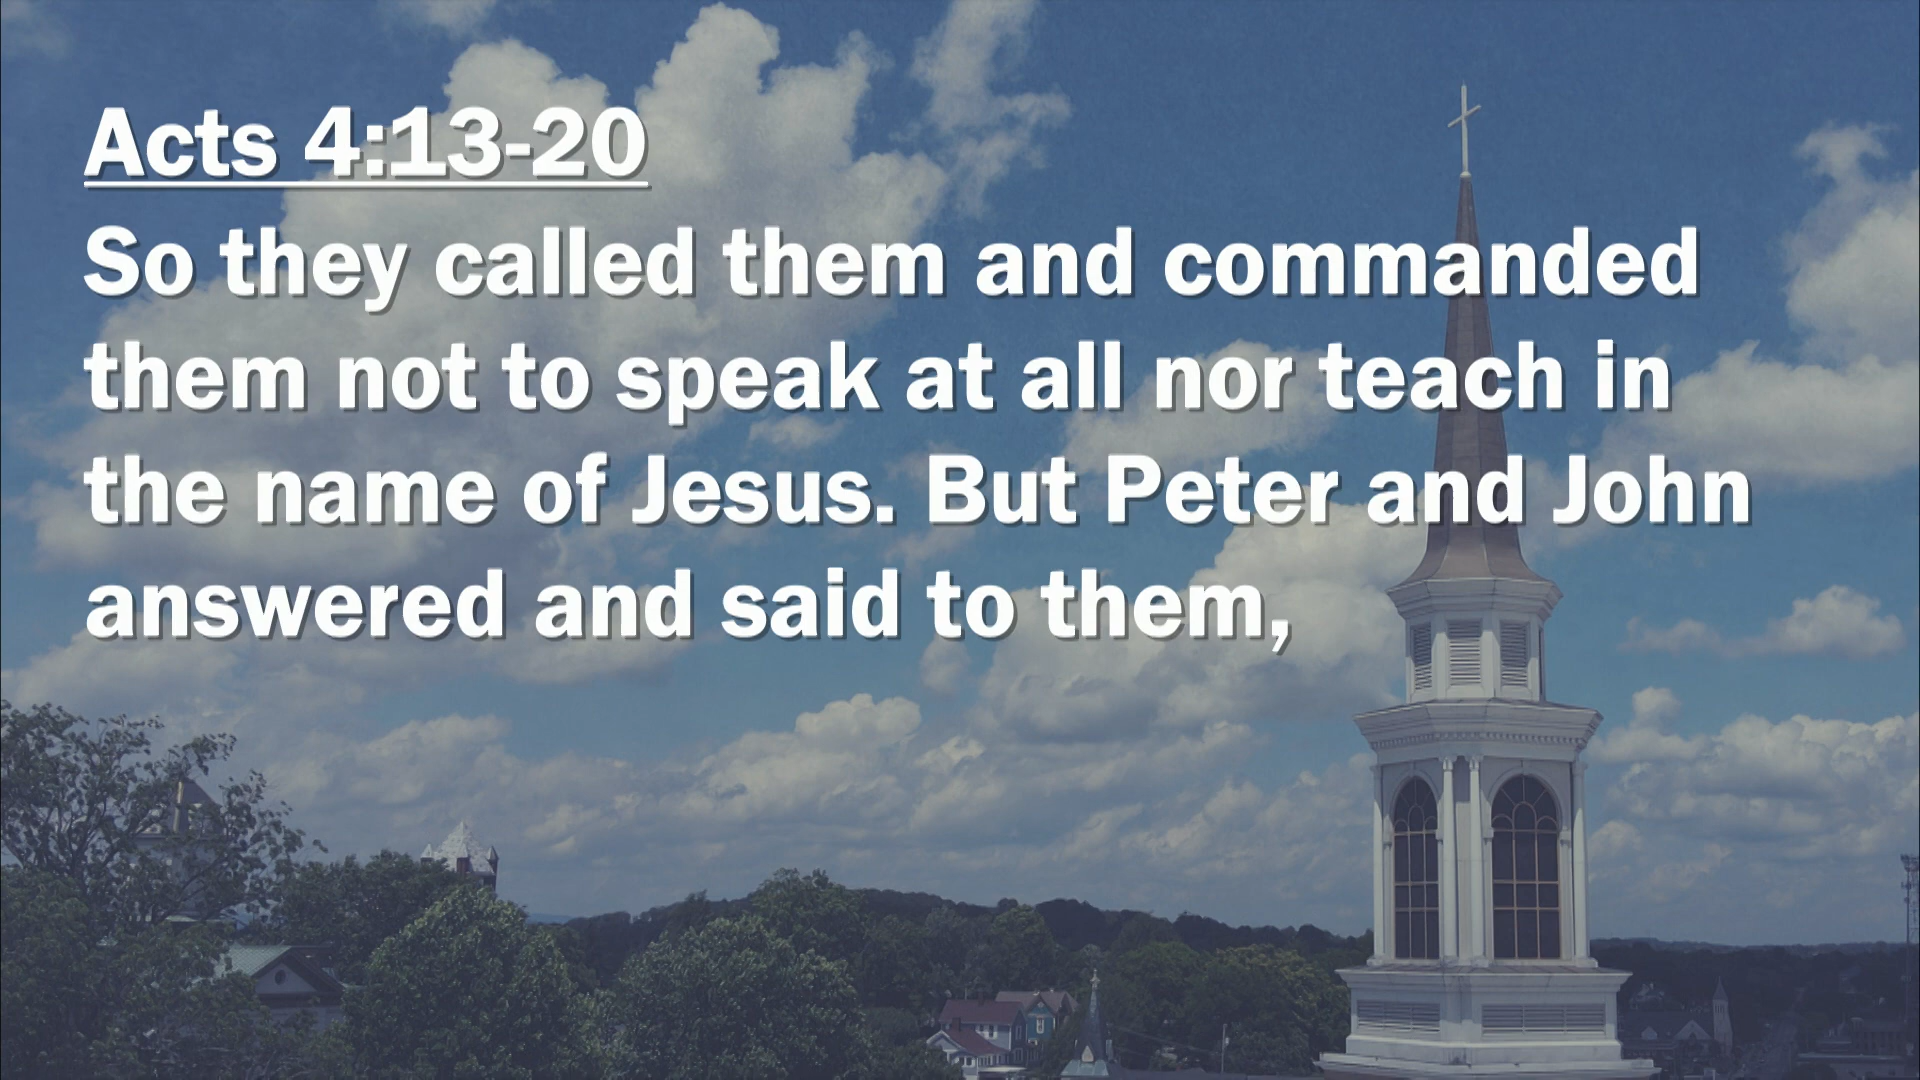 Acts 4:13-20
So they called them and commanded
them not to speak at all nor teach in
the name of Jesus. But Peter and John
answered and said to them,